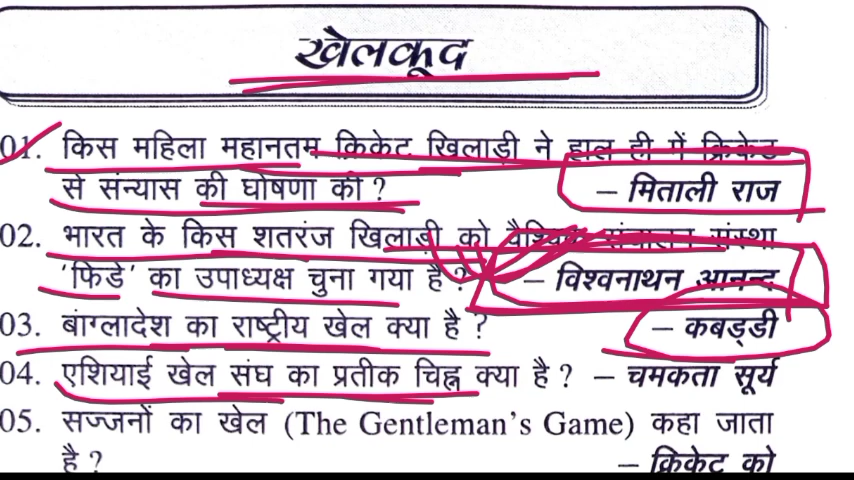 खेलकूद
01. किस महिला महानतम क्रिकेट खिलाड़ी ने हाल ही में क्रिकेट
से संन्यास की घोषणा की ? – मिताली राज
02. भारत के किस शतरंज खिलाड़ी को वैश्विक संचालन संस्था
'फिडे' का उपाध्यक्ष चुना गया है ? – विश्वनाथन आनन्द
03. बांग्लादेश का राष्ट्रीय खेल क्या है ? – कबड्डी
04. एशियाई खेल संघ का प्रतीक चिह्न क्या है ? – चमकता सूर्य
05. सज्जनों का खेल (The Gentleman's Game) कहा जाता
है ? – क्रिकेट को